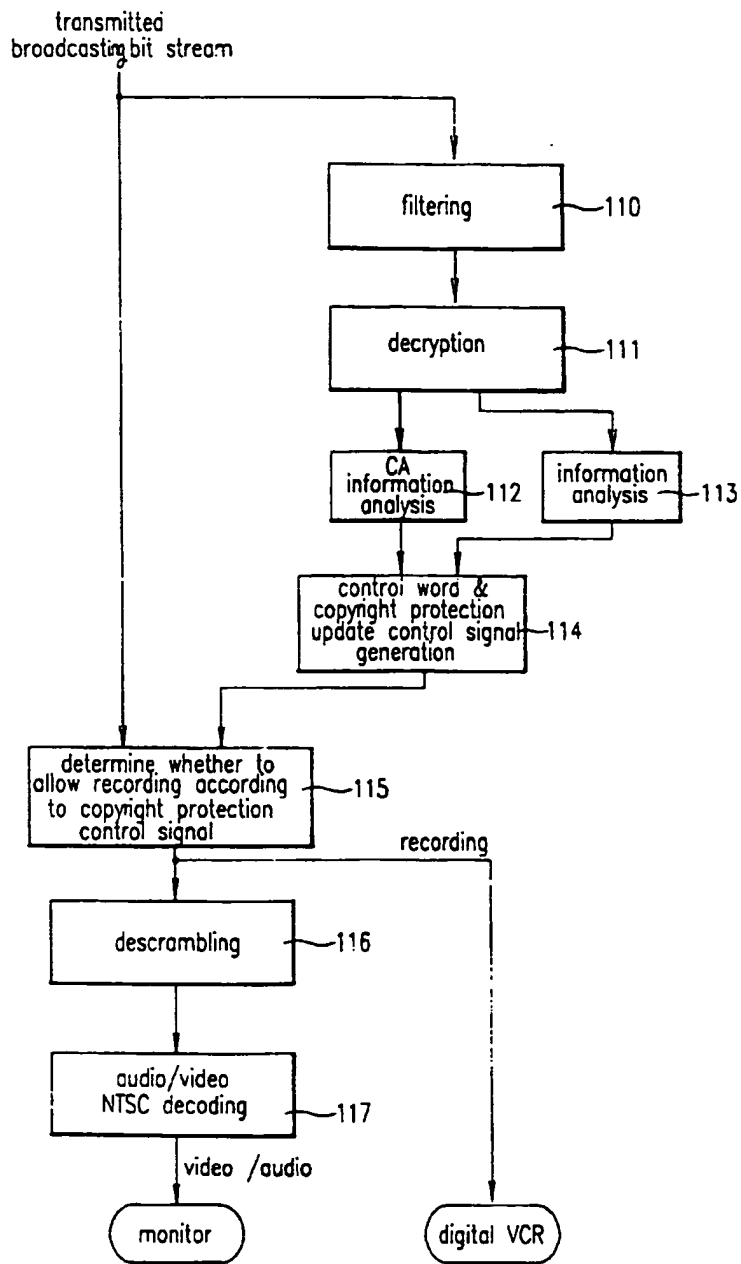 transmitted
broadcasting bit stream
filtering
110
decryption
111
CA
information
analysis
112
information
analysis
113
control word &
copyright protection
update control signal
generation
114
determine whether to
allow recording according
to copyright protection
control signal
115
recording
descrambling
116
audio/video
NTSC decoding
117
video /audio
monitor
digital VCR